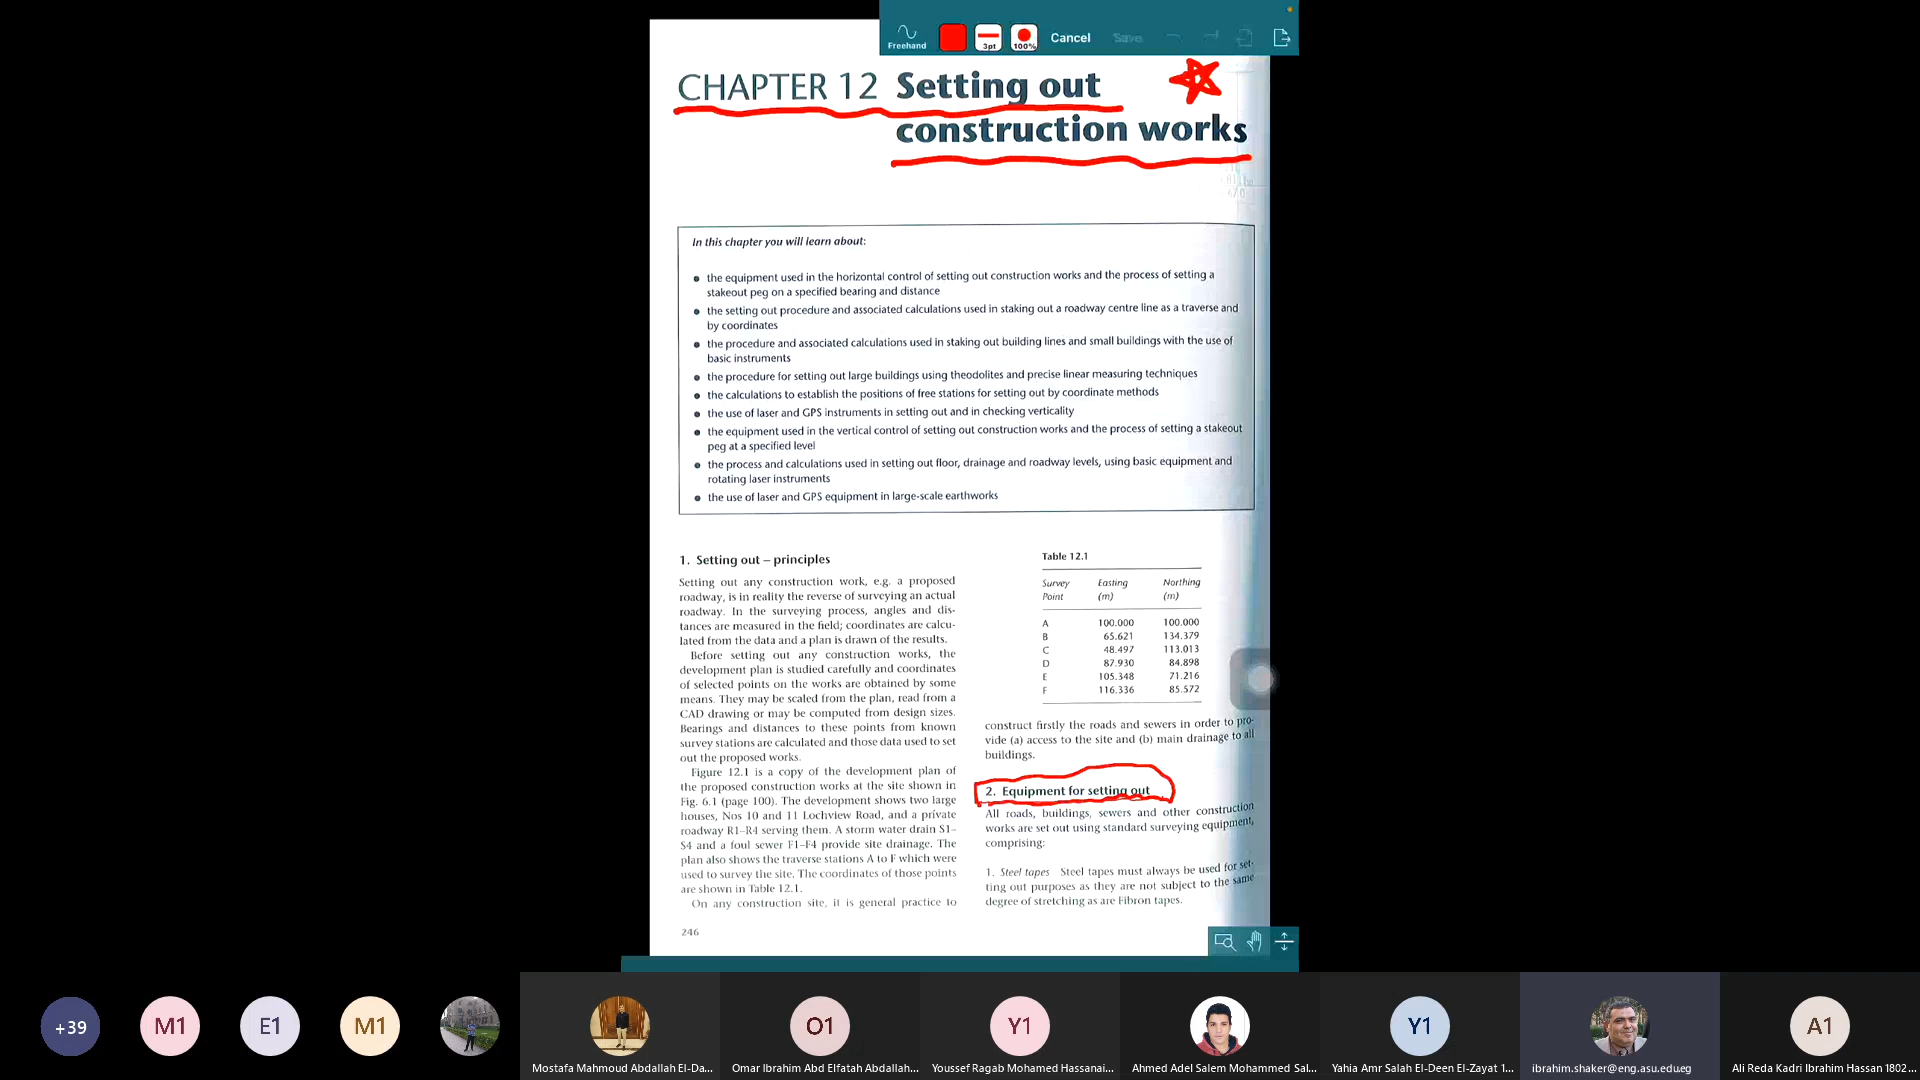 Freehand
3pt
100%
Cancel
Save
CHAPTER 12 Setting out
construction works
In this chapter you will learn about:
the equipment used in the horizontal control of setting out construction works and the process of setting a
stakeout peg on a specified bearing and distance
the setting out procedure and associated calculations used in staking out a roadway centre line as a traverse and
by coordinates
the procedure and associated calculations used in staking out building lines and small buildings with the use of
basic instruments
the procedure for setting out large buildings using theodolites and precise linear measuring techniques
the calculations to establish the positions of free stations for setting out by coordinate methods
the use of laser and GPS instruments in setting out and in checking verticality
the equipment used in the vertical control of setting out construction works and the process of setting a stakeout
peg at a specified level
the process and calculations used in setting out floor, drainage and roadway levels, using basic equipment and
rotating laser instruments
the use of laser and GPS equipment in large-scale earthworks
1. Setting out – principles
Setting out any construction work, e.g. a proposed
roadway, is in reality the reverse of surveying an actual
roadway. In the surveying process, angles and dis-
tances are measured in the field; coordinates are calcu-
lated from the data and a plan is drawn of the results.
Before setting out any construction works, the
development plan is studied carefully and coordinates
of selected points on the works are obtained by some
means. They may be scaled from the plan, read from a
CAD drawing or may be computed from design sizes.
Bearings and distances to these points from known
survey stations are calculated and those data used to set
out the proposed works.
Figure 12.1 is a copy of the development plan of
the proposed construction works at the site shown in
Fig. 6.1 (page 100). The development shows two large
houses, Nos 10 and 11 Lochview Road, and a private
roadway R1–R4 serving them. A storm water drain S1–
S4 and a foul sewer F1–F4 provide site drainage. The
plan also shows the traverse stations A to F which were
used to survey the site. The coordinates of those points
are shown in Table 12.1.
On any construction site, it is general practice to
246
Table 12.1
Survey Easting Northing
Point (m) (m)
A 100.000 100.000
B 65.621 134.379
C 48.497 113.013
D 87.930 84.898
E 105.348 71.216
F 116.336 85.572
construct firstly the roads and sewers in order to pro-
vide (a) access to the site and (b) main drainage to all
buildings.
2. Equipment for setting out
All roads, buildings, sewers and other construction
works are set out using standard surveying equipment,
comprising:
1. Steel tapes Steel tapes must always be used for set-
ting out purposes as they are not subject to the same
degree of stretching as are Fibron tapes.
+39
M1
E1
M1
O1
Y1
Y1
A1
Mostafa Mahmoud Abdallah El-Da...
Omar Ibrahim Abd Elfatah Abdallah...
Youssef Ragab Mohamed Hassanai...
Ahmed Adel Salem Mohammed Sal...
Yahia Amr Salah El-Deen El-Zayat 1...
ibrahim.shaker@eng.asu.edu.eg
Ali Reda Kadri Ibrahim Hassan 1802...